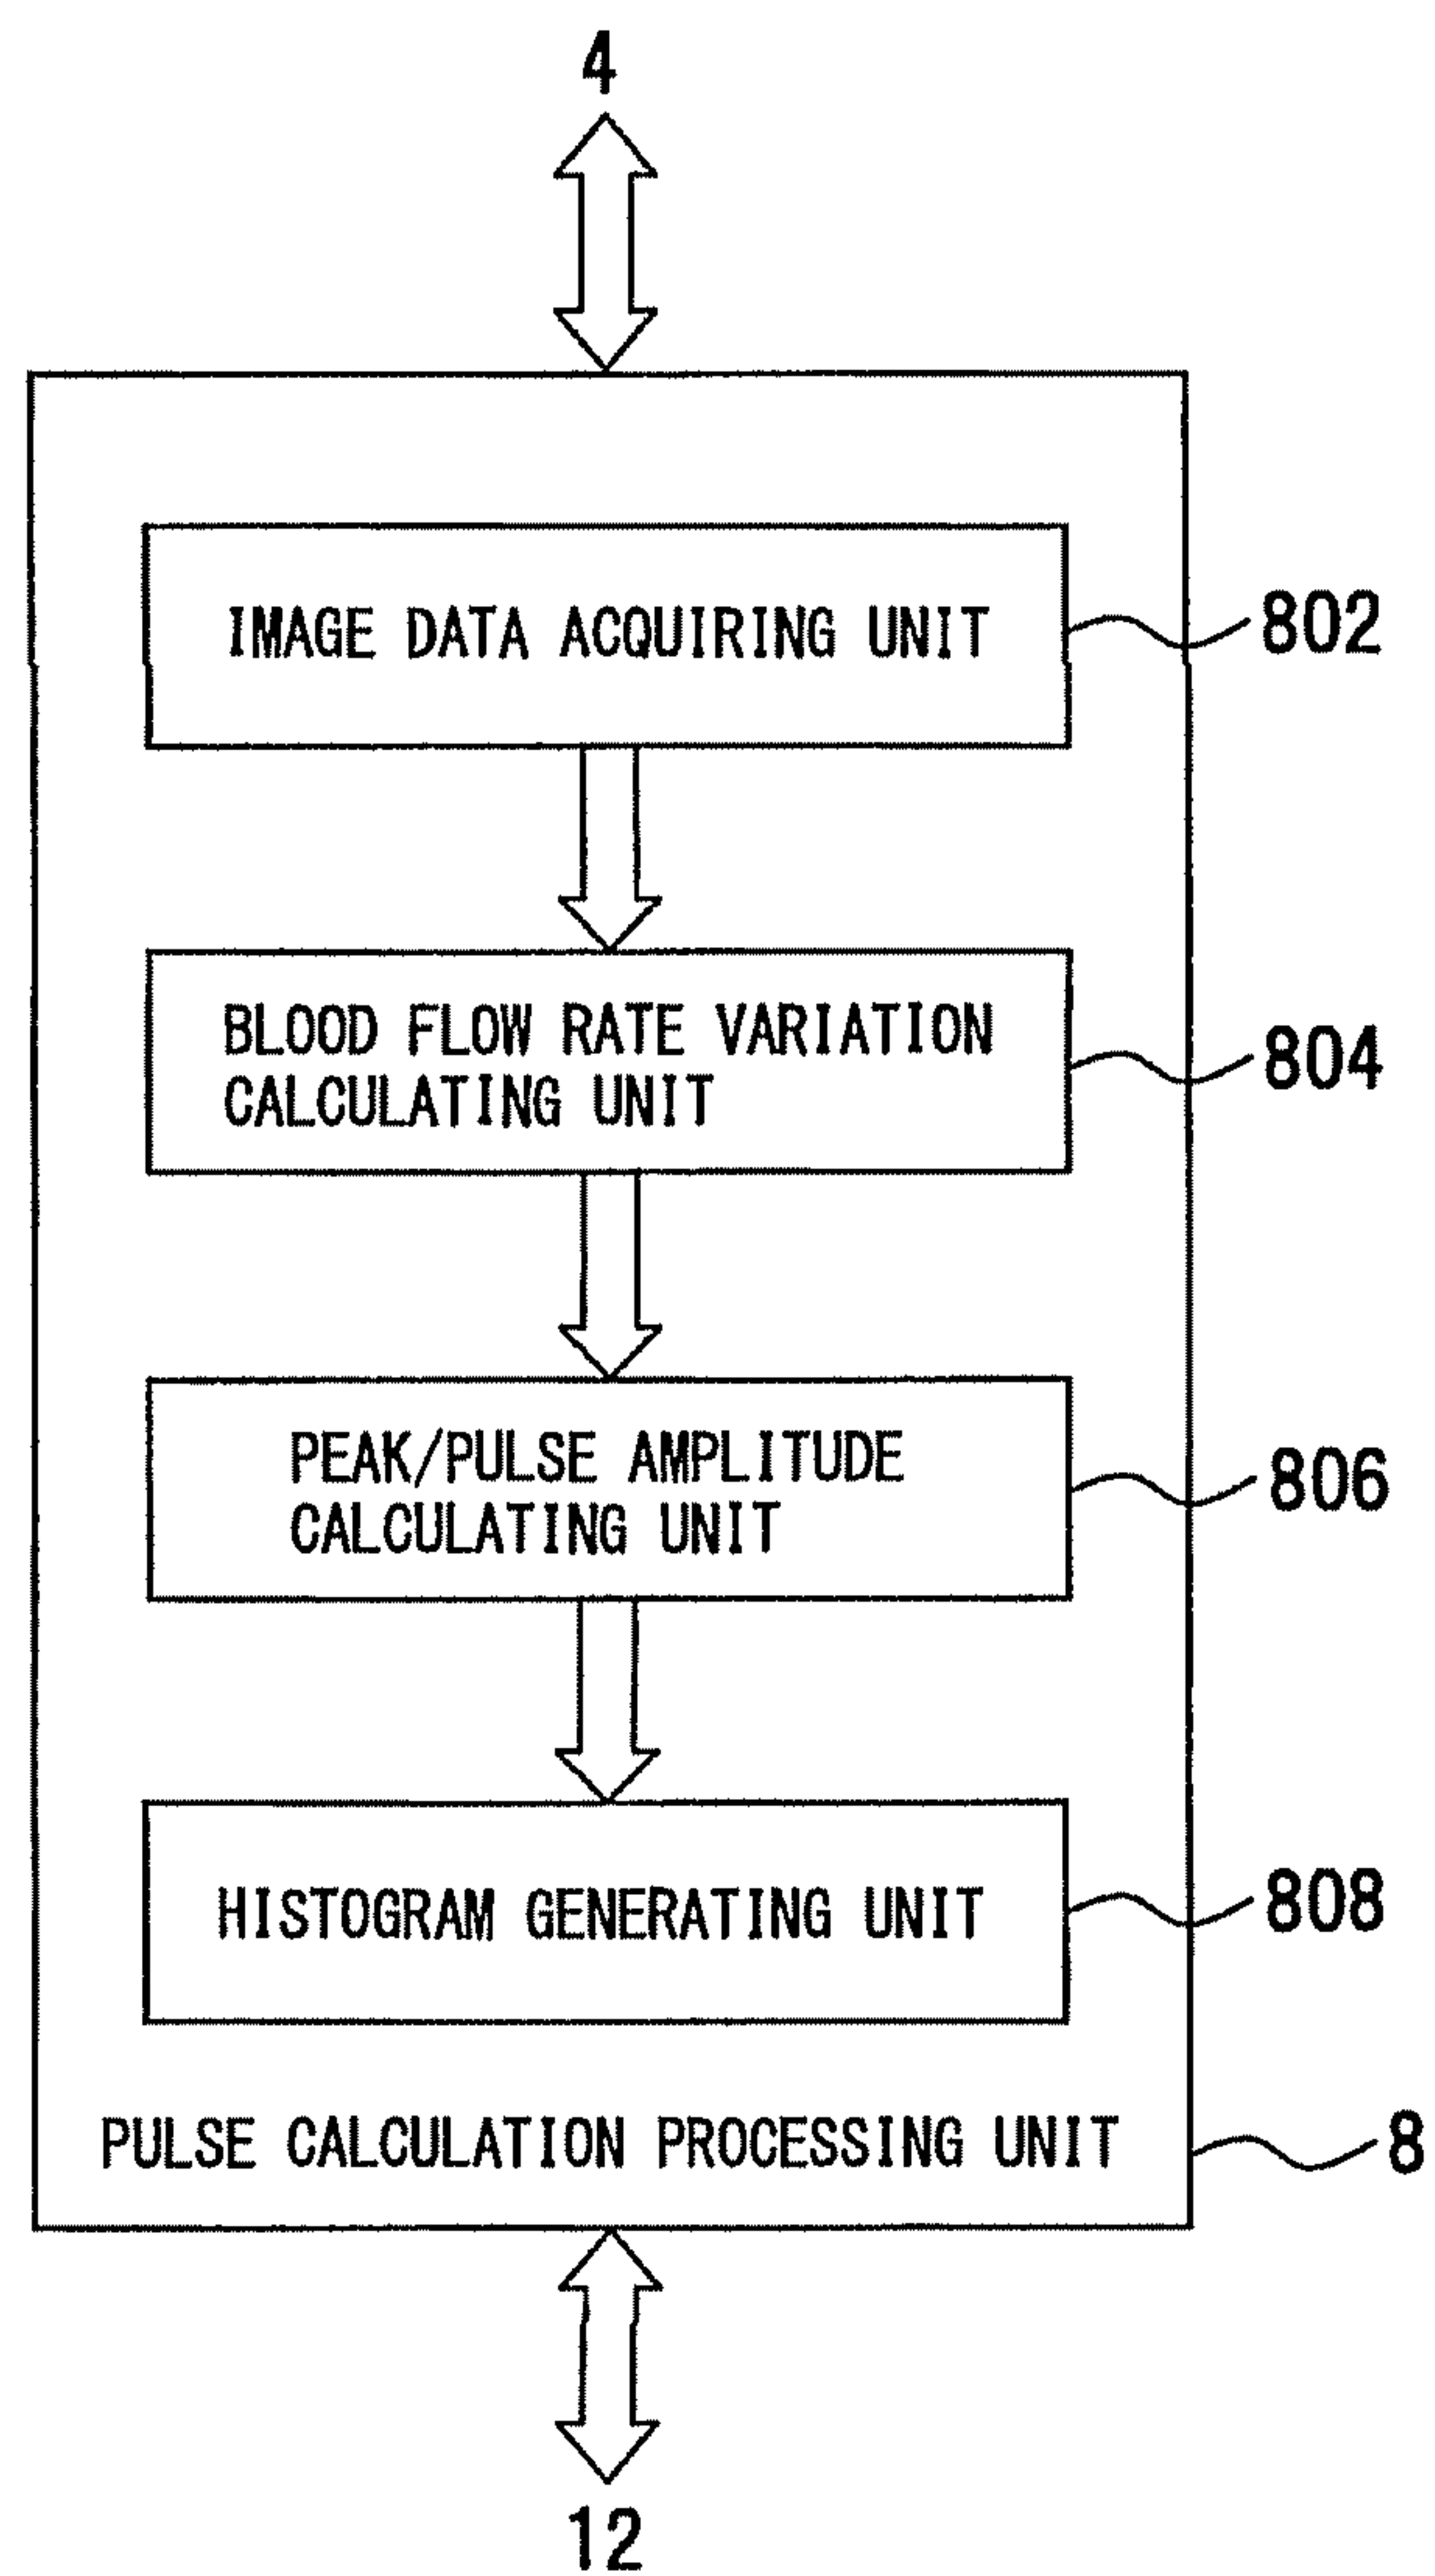 4
IMAGE DATA ACQUIRING UNIT
802
BLOOD FLOW RATE VARIATION
CALCULATING UNIT
804
PEAK/PULSE AMPLITUDE
CALCULATING UNIT
806
HISTOGRAM GENERATING UNIT
808
PULSE CALCULATION PROCESSING UNIT
8
12